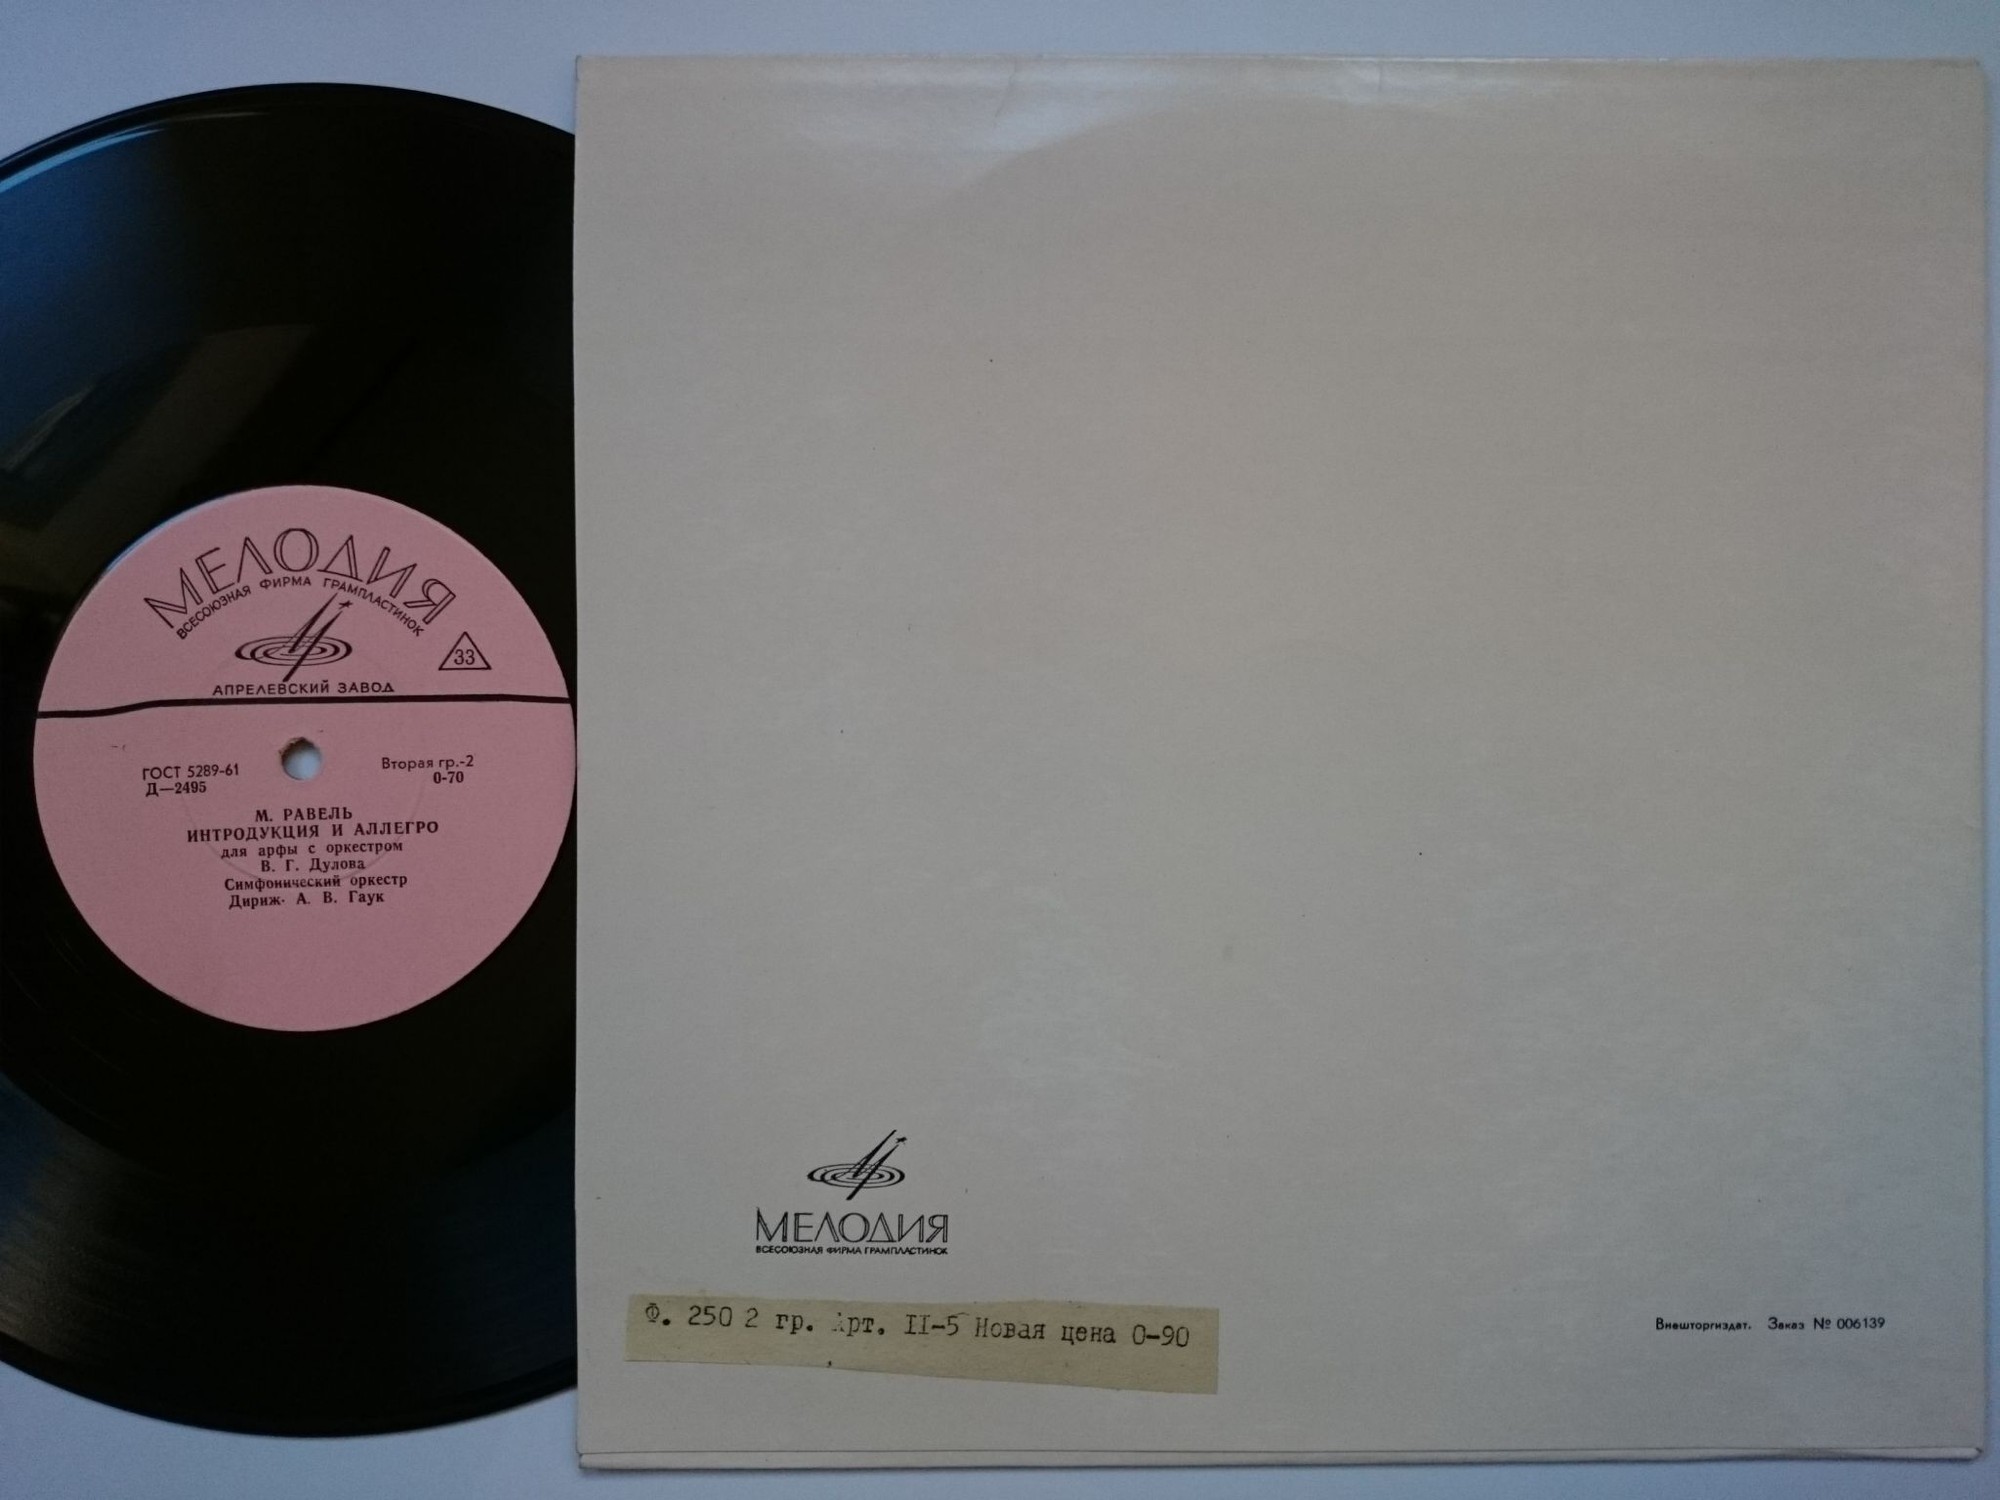 МЕЛОДИЯ
ВСЕСОЮЗНАЯ ФИРМА ГРАМПЛАСТИНОК
33
АПРЕЛЕВСКИЙ ЗАВОД
ГОСТ 5289-61
Д—2495
Вторая гр.-2
0-70
М. РАВЕЛЬ
ИНТРОДУКЦИЯ И АЛЛЕГРО
для арфы с оркестром
В. Г. Дулова
Симфонический оркестр
Дириж. А. В. Гаук
МЕЛОДИЯ
ВСЕСОЮЗНАЯ ФИРМА ГРАМПЛАСТИНОК
Ф. 250 2 гр. Арт. II-5 Новая цена 0-90
Внешторгиздат. Заказ № 006139